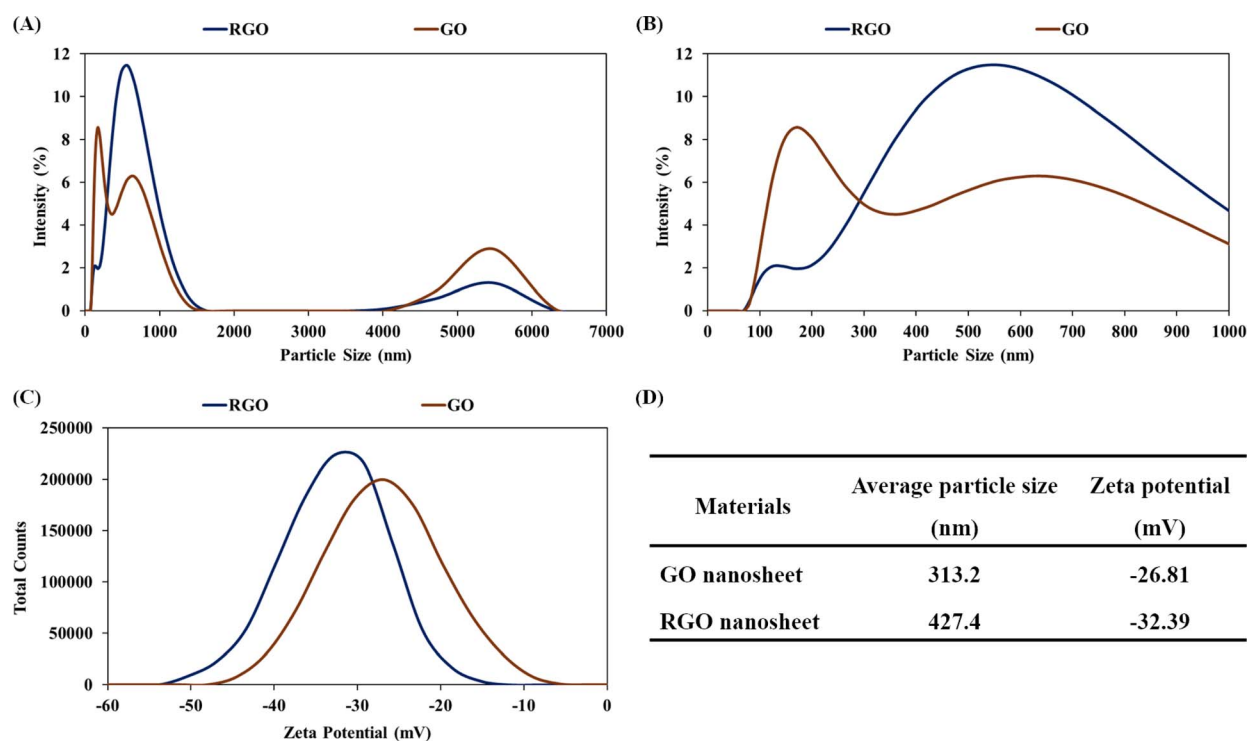 (A)
RGO GO
12
10
8
6
4
2
0
Intensity (%)
0 1000 2000 3000 4000 5000 6000 7000
Particle Size (nm)
(B)
RGO GO
12
10
8
6
4
2
0
Intensity (%)
0 100 200 300 400 500 600 700 800 900 1000
Particle Size (nm)
(C)
RGO GO
250000
200000
150000
100000
50000
0
Total Counts
-60 -50 -40 -30 -20 -10 0
Zeta Potential (mV)
(D)
Materials Average particle size (nm) Zeta potential (mV)
GO nanosheet 313.2 -26.81
RGO nanosheet 427.4 -32.39